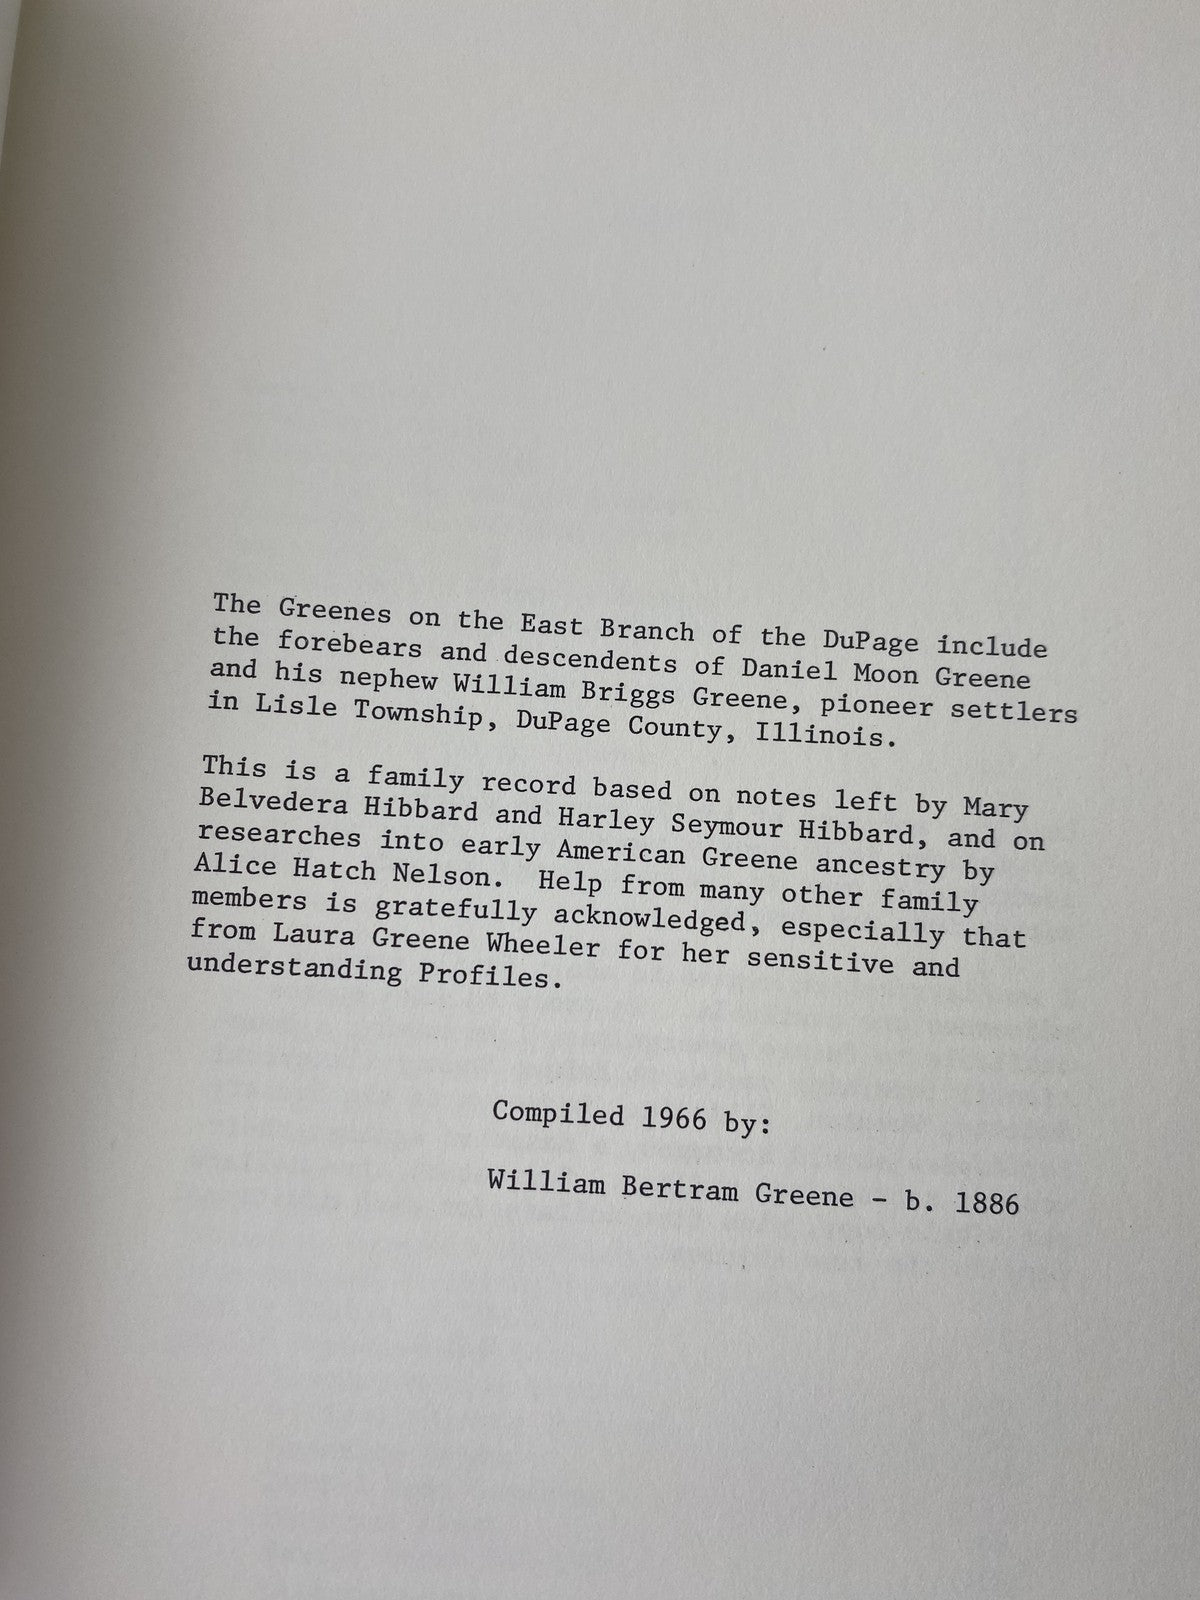 The Greenes on the East Branch of the DuPage include
the forebears and descendents of Daniel Moon Greene
and his nephew William Briggs Greene, pioneer settlers
in Lisle Township, DuPage County, Illinois.
This is a family record based on notes left by Mary
Belvedera Hibbard and Harley Seymour Hibbard, and on
researches into early American Greene ancestry by
Alice Hatch Nelson. Help from many other family
members is gratefully acknowledged, especially that
from Laura Greene Wheeler for her sensitive and
understanding Profiles.
Compiled 1966 by:
William Bertram Greene - b. 1886